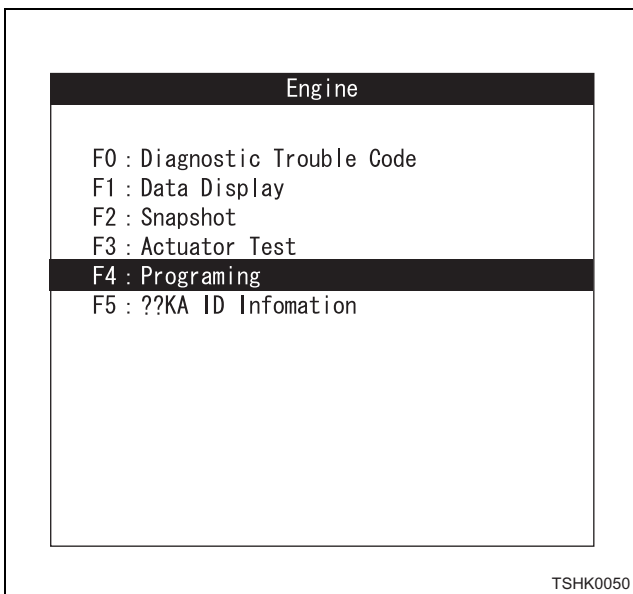 Engine
F0 : Diagnostic Trouble Code
F1 : Data Display
F2 : Snapshot
F3 : Actuator Test
F4 : Programing
F5 : ??KA ID Infomation
TSHK0050